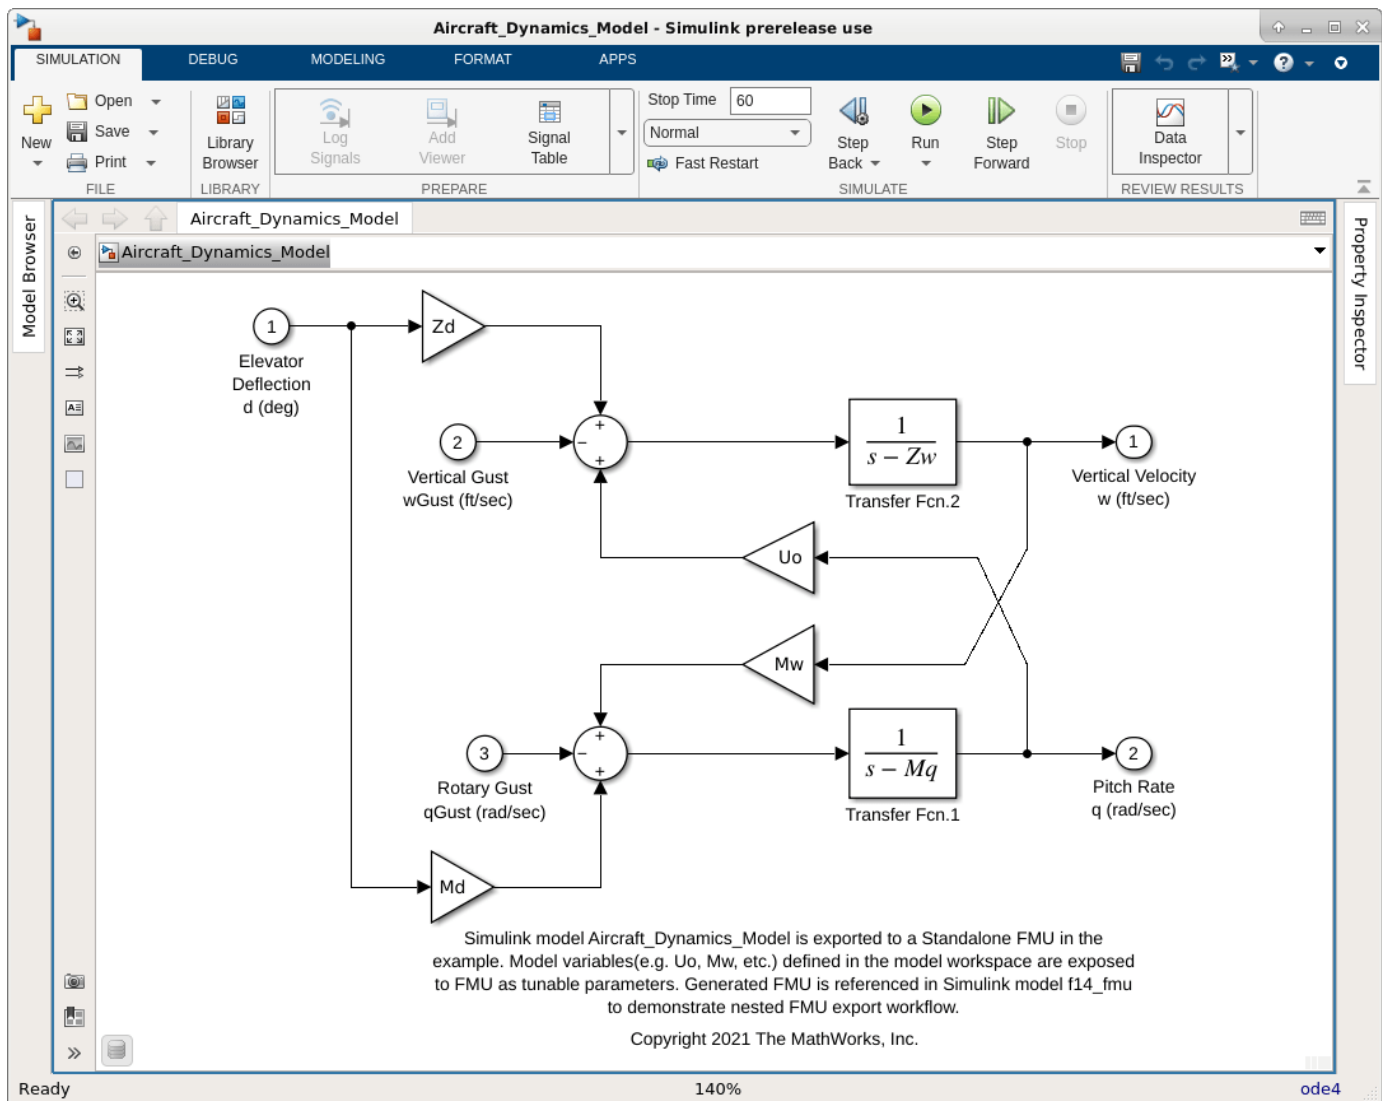 Aircraft_Dynamics_Model - Simulink prerelease use
SIMULATION DEBUG MODELING FORMAT APPS
New
Open
Save
Print
FILE
Library
Browser
LIBRARY
Log
Signals
Add
Viewer
Signal
Table
PREPARE
Stop Time 60
Normal
Fast Restart
Step
Back
Run
Step
Forward
Stop
SIMULATE
Data
Inspector
REVIEW RESULTS
Model Browser
Property Inspector
Aircraft_Dynamics_Model
Aircraft_Dynamics_Model
1
Elevator
Deflection
d (deg)
Zd
2
Vertical Gust
wGust (ft/sec)
+
−
+
1
s − Zw
Transfer Fcn.2
1
Vertical Velocity
w (ft/sec)
Uo
Mw
3
Rotary Gust
qGust (rad/sec)
+
−
+
1
s − Mq
Transfer Fcn.1
2
Pitch Rate
q (rad/sec)
Md
Simulink model Aircraft_Dynamics_Model is exported to a Standalone FMU in the
example. Model variables(e.g. Uo, Mw, etc.) defined in the model workspace are exposed
to FMU as tunable parameters. Generated FMU is referenced in Simulink model f14_fmu
to demonstrate nested FMU export workflow.
Copyright 2021 The MathWorks, Inc.
Ready 140% ode4